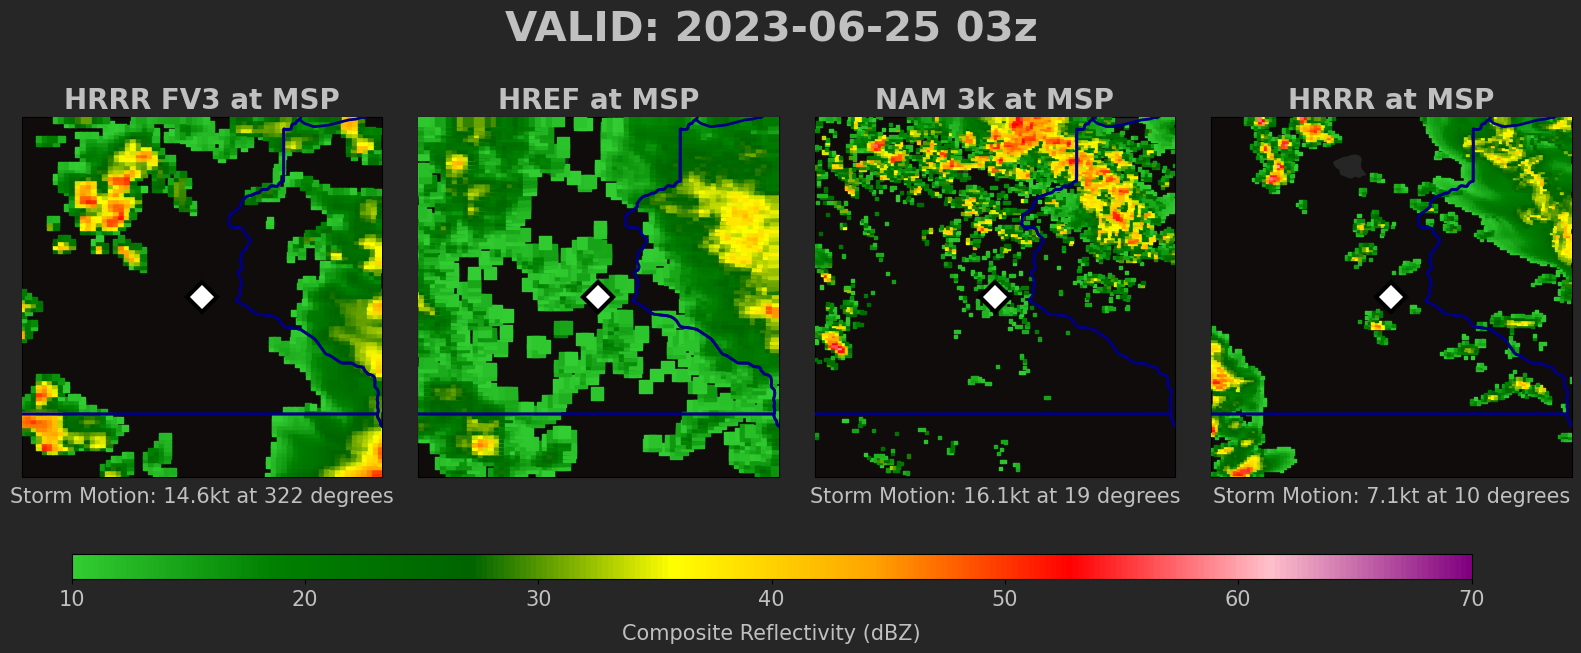 VALID: 2023-06-25 03z
HRRR FV3 at MSP
HREF at MSP
NAM 3k at MSP
HRRR at MSP
Storm Motion: 14.6kt at 322 degrees
Storm Motion: 16.1kt at 19 degrees
Storm Motion: 7.1kt at 10 degrees
10 20 30 40 50 60 70
Composite Reflectivity (dBZ)